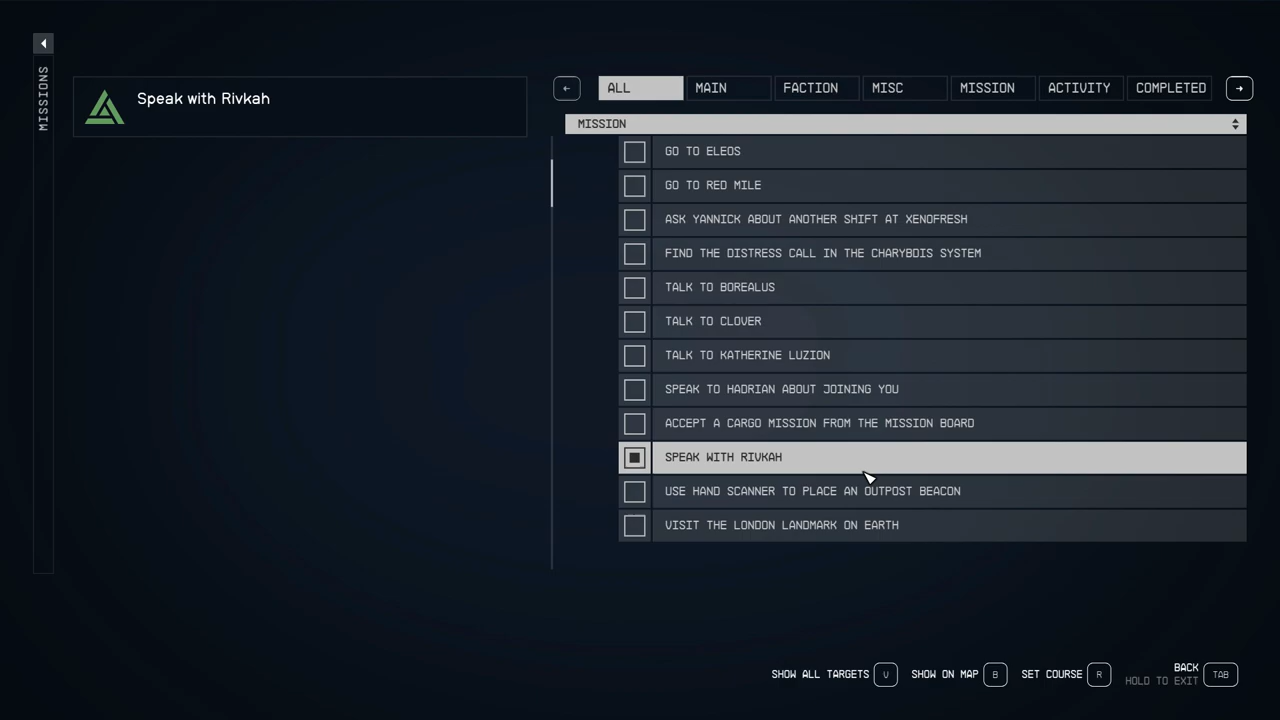 MISSIONS
Speak with Rivkah
ALL MAIN FACTION MISC MISSION ACTIVITY COMPLETED
MISSION
GO TO ELEOS
GO TO RED MILE
ASK YANNICK ABOUT ANOTHER SHIFT AT XENOFRESH
FIND THE DISTRESS CALL IN THE CHARYBDIS SYSTEM
TALK TO BOREALUS
TALK TO CLOVER
TALK TO KATHERINE LUZION
SPEAK TO HADRIAN ABOUT JOINING YOU
ACCEPT A CARGO MISSION FROM THE MISSION BOARD
SPEAK WITH RIVKAH
USE HAND SCANNER TO PLACE AN OUTPOST BEACON
VISIT THE LONDON LANDMARK ON EARTH
SHOW ALL TARGETS V SHOW ON MAP B SET COURSE R BACK TAB
HOLD TO EXIT